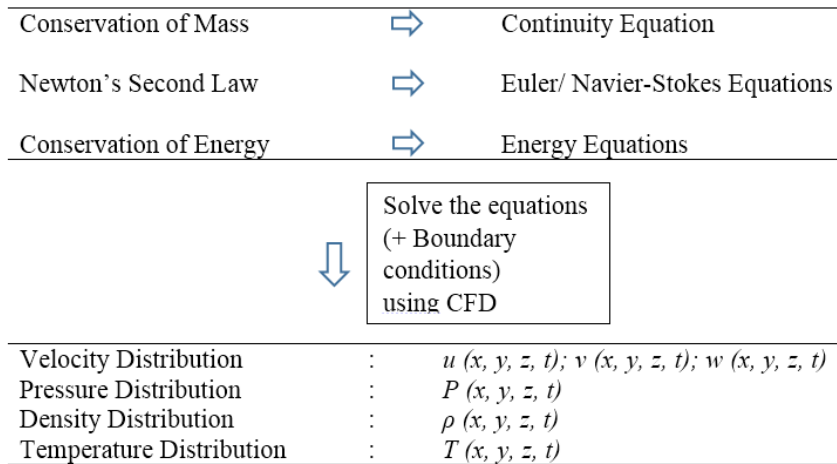 Conservation of Mass Continuity Equation
Newton's Second Law Euler/ Navier-Stokes Equations
Conservation of Energy Energy Equations
Solve the equations
(+ Boundary
conditions)
using CFD
Velocity Distribution : u (x, y, z, t); v (x, y, z, t); w (x, y, z, t)
Pressure Distribution : P (x, y, z, t)
Density Distribution : ρ (x, y, z, t)
Temperature Distribution : T (x, y, z, t)